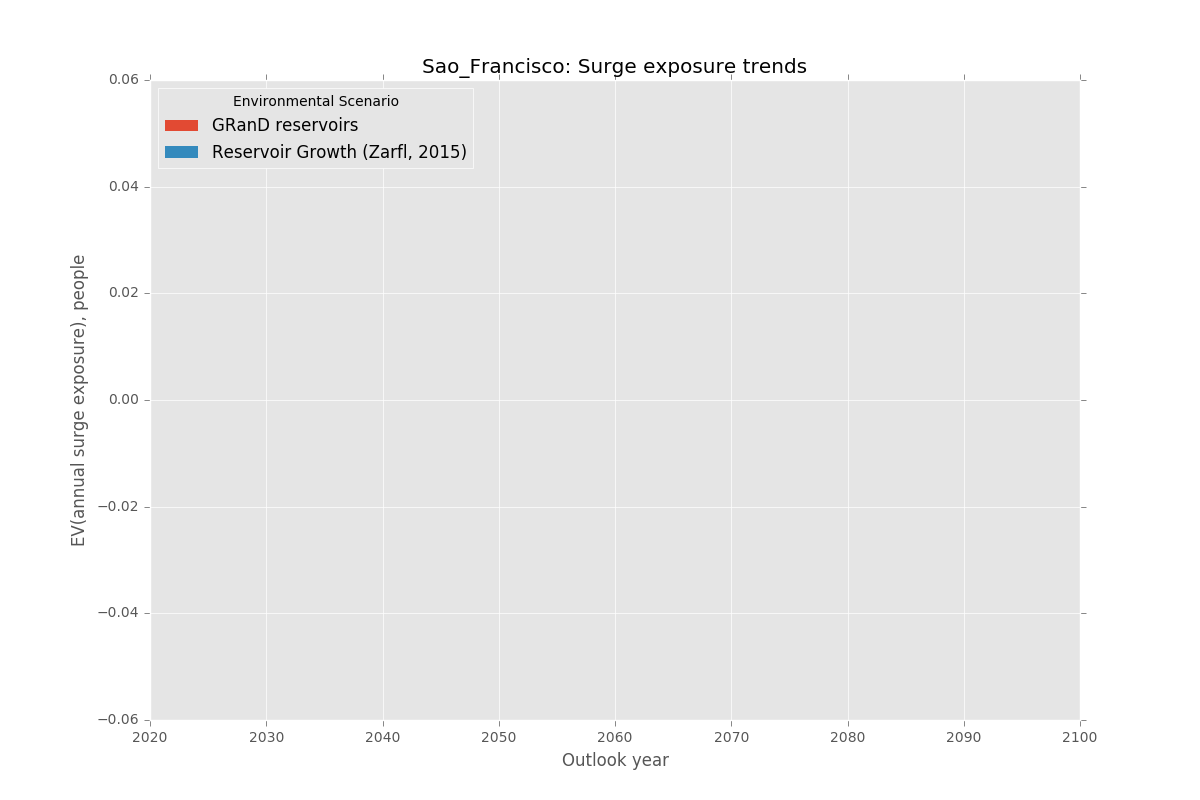 Sao_Francisco: Surge exposure trends
Environmental Scenario
GRanD reservoirs
Reservoir Growth (Zarfl, 2015)
EV(annual surge exposure), people
0.06
0.04
0.02
0.00
−0.02
−0.04
−0.06
2020 2030 2040 2050 2060 2070 2080 2090 2100
Outlook year